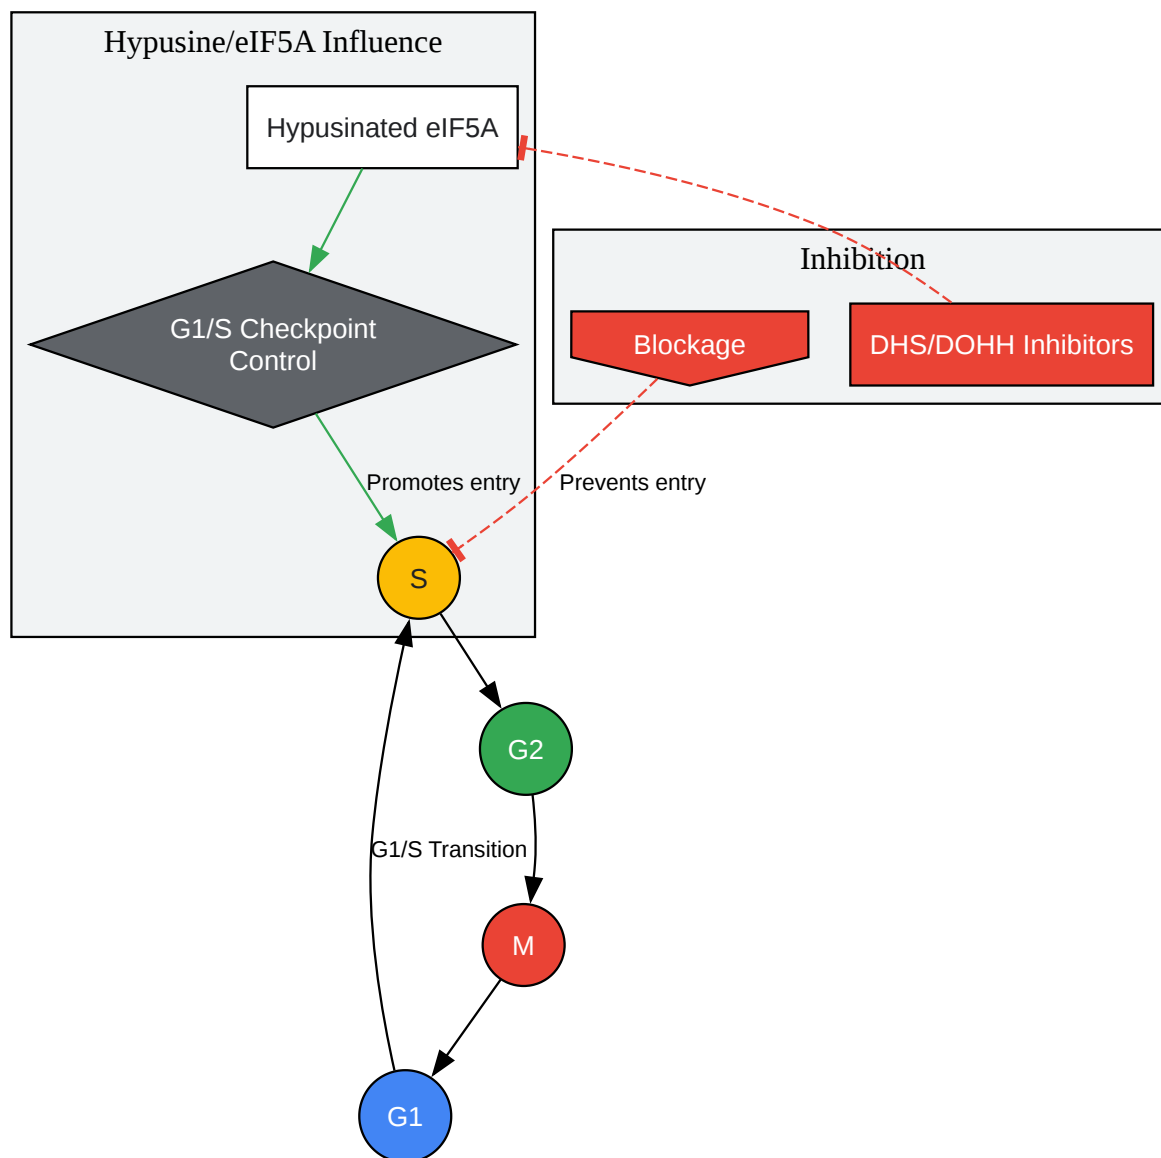 Hypusine/eIF5A Influence
Hypusinated eIF5A
Inhibition
G1/S Checkpoint
Control
Blockage
DHS/DOHH Inhibitors
Promotes entry
Prevents entry
S
G2
G1/S Transition
M
G1